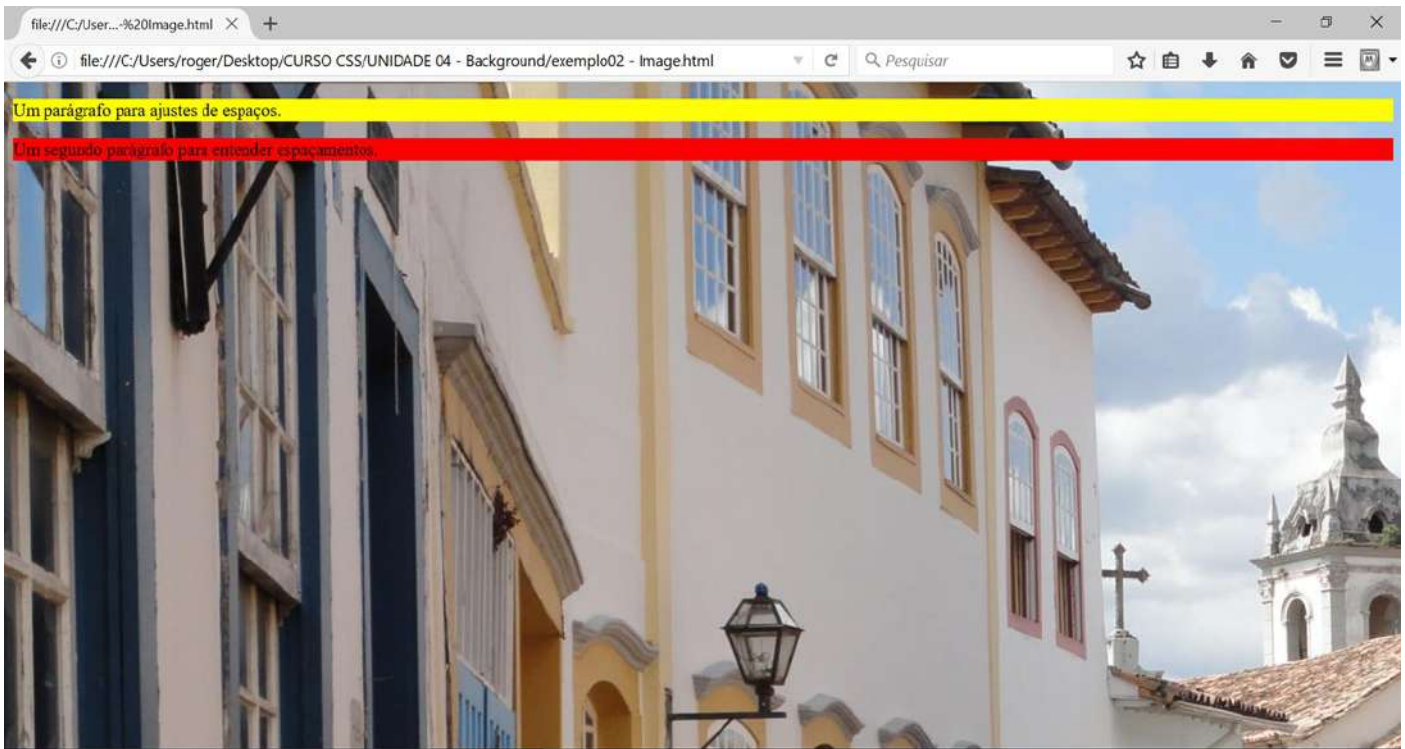 file:///C:/User...-%20Image.html
file:///C:/Users/roger/Desktop/CURSO CSS/UNIDADE 04 - Background/exemplo02 - Image.html
Pesquisar
Um parágrafo para ajustes de espaços.
Um segundo parágrafo para entender espaçamentos.